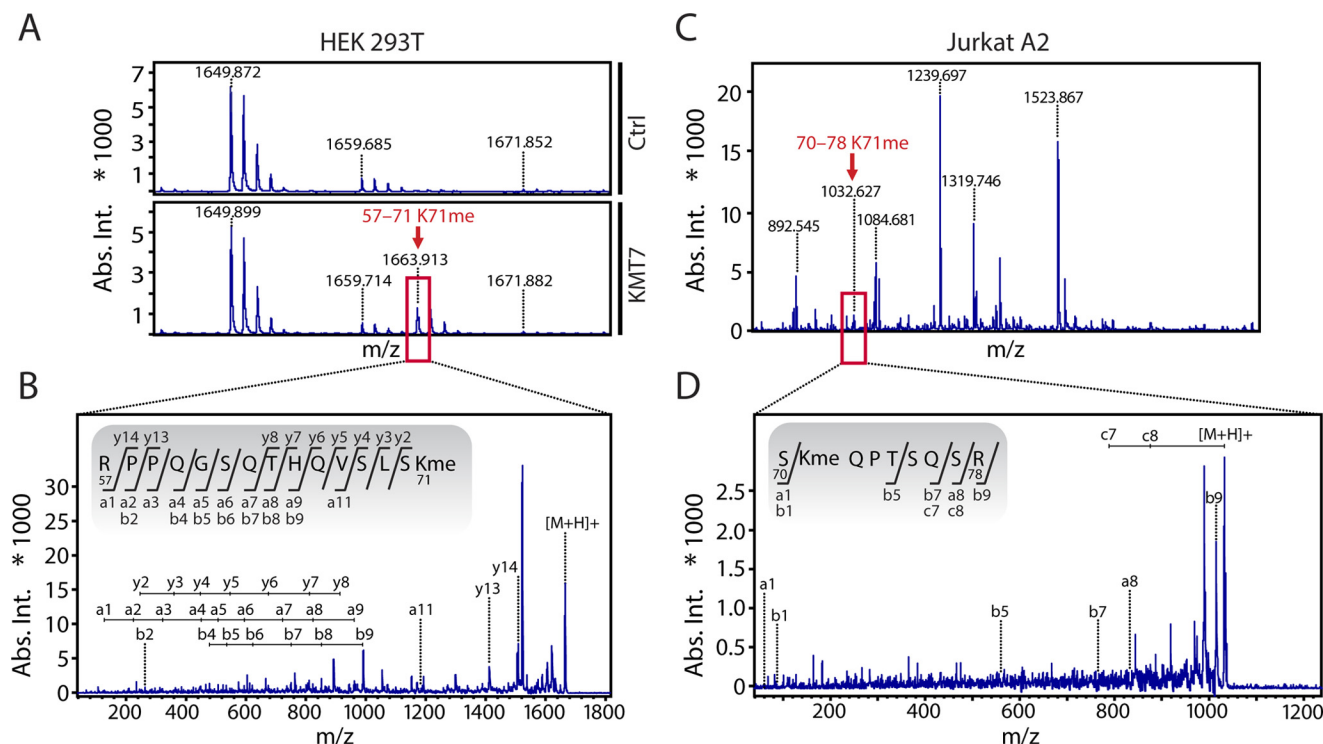 A
HEK 293T
Abs. Int. * 1000
7
5
3
1
1649.872
1659.685
1671.852
Ctrl
5
3
1
1649.899
57–71 K71me
1663.913
1659.714
1671.882
KMT7
m/z
B
Abs. Int. * 1000
30
25
20
15
10
5
0
y14 y13 y8 y7 y6 y5 y4 y3 y2
R P P Q G S Q T H Q V S L S Kme
57 71
a1 a2 a3 a4 a5 a6 a7 a8 a9 a11
b2 b4 b5 b6 b7 b8 b9
[M+H]+
y14
y13
y2 y3 y4 y5 y6 y7 y8
a1 a2 a3 a4 a5 a6 a7 a8 a9 a11
b2 b4 b5 b6 b7 b8 b9
200 400 600 800 1000 1200 1400 1600 1800
m/z
C
Jurkat A2
Abs. Int. * 1000
20
15
10
5
0
1239.697
1523.867
70–78 K71me
1032.627
1319.746
892.545
1084.681
m/z
D
Abs. Int. * 1000
2.5
2.0
1.5
1.0
0.5
0
S Kme Q P T S Q S R
70 78
a1 b5 b7 a8 b9
b1 c7 c8
c7 c8 [M+H]+
b9
a1
b1
b5
b7
a8
200 400 600 800 1000 1200
m/z